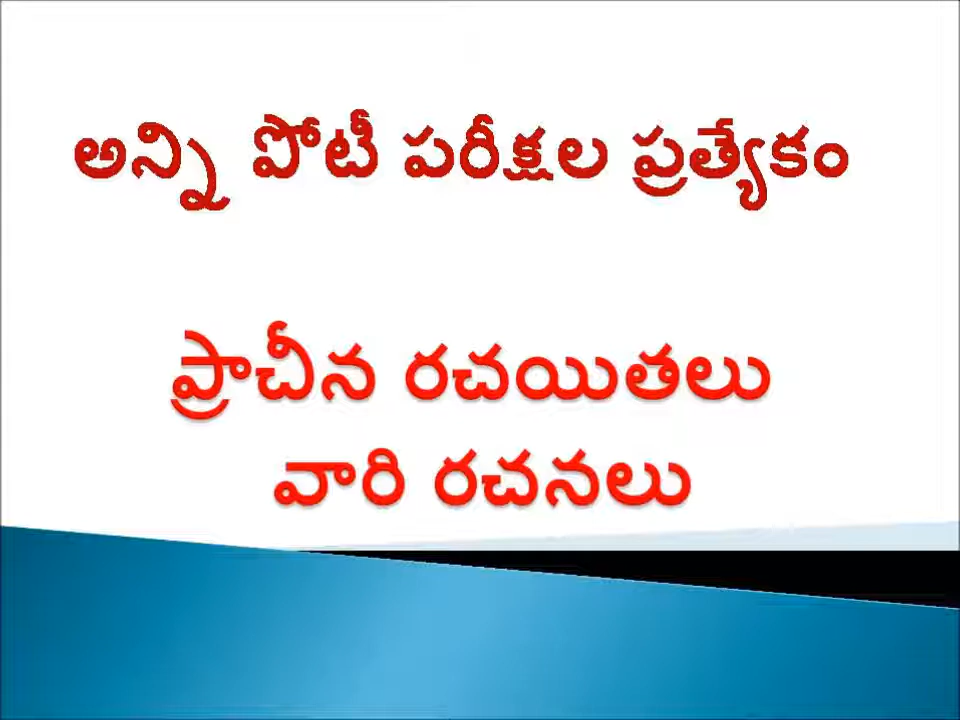 అన్ని పోటీ పరీక్షల ప్రత్యేకం
ప్రాచీన రచయితలు
వారి రచనలు